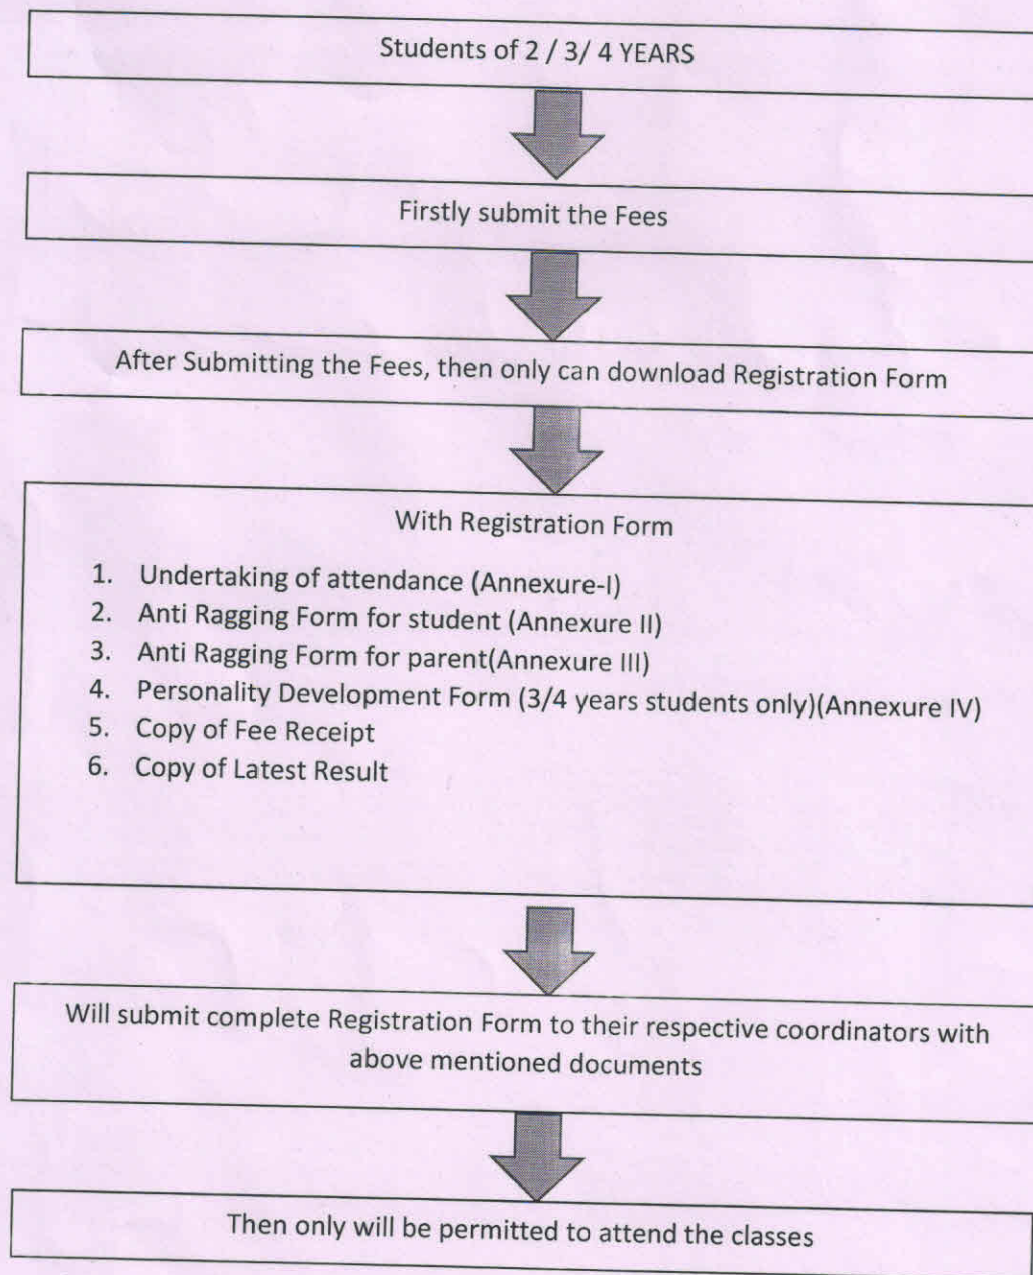 Students of 2 / 3/ 4 YEARS
Firstly submit the Fees
After Submitting the Fees, then only can download Registration Form
With Registration Form
1. Undertaking of attendance (Annexure-I)
2. Anti Ragging Form for student (Annexure II)
3. Anti Ragging Form for parent(Annexure III)
4. Personality Development Form (3/4 years students only)(Annexure IV)
5. Copy of Fee Receipt
6. Copy of Latest Result
Will submit complete Registration Form to their respective coordinators with
above mentioned documents
Then only will be permitted to attend the classes